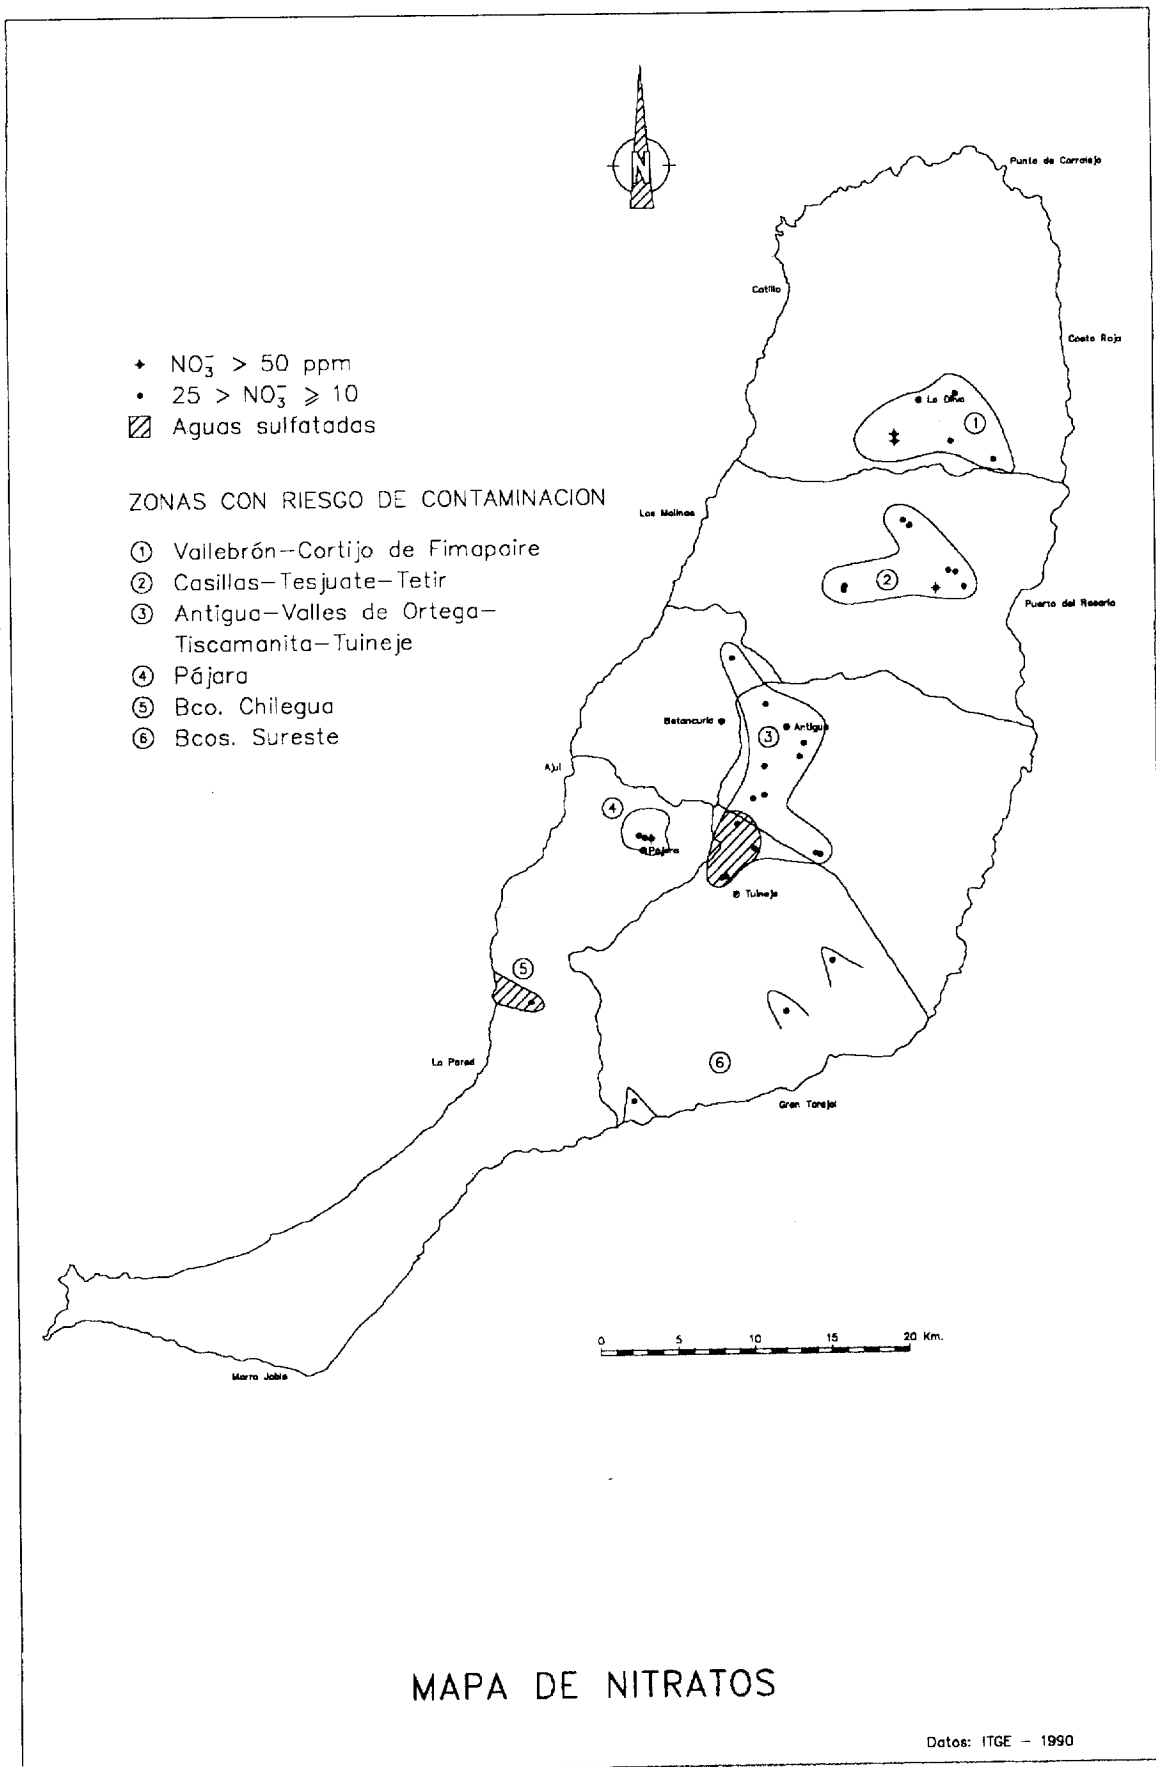 N
Punta de Corralejo
Cotillo
Costa Roja
NO₃⁻ > 50 ppm
25 > NO₃⁻ ⩾ 10
Aguas sulfatadas
La Oliva
1
ZONAS CON RIESGO DE CONTAMINACION
1 Vallebrón-Cortijo de Fimapaire
2 Casillas-Tesjuate-Tetir
3 Antigua-Valles de Ortega-
Tiscamanita-Tuineje
4 Pájara
5 Bco. Chilegua
6 Bcos. Sureste
Los Molinos
2
Puerto del Rosario
Betancuria
Antigua
3
Ajui
4
Pájara
Tuineje
5
La Pared
6
Gran Tarajal
0 5 10 15 20 Km.
Morro Jable
MAPA DE NITRATOS
Datos: ITGE - 1990